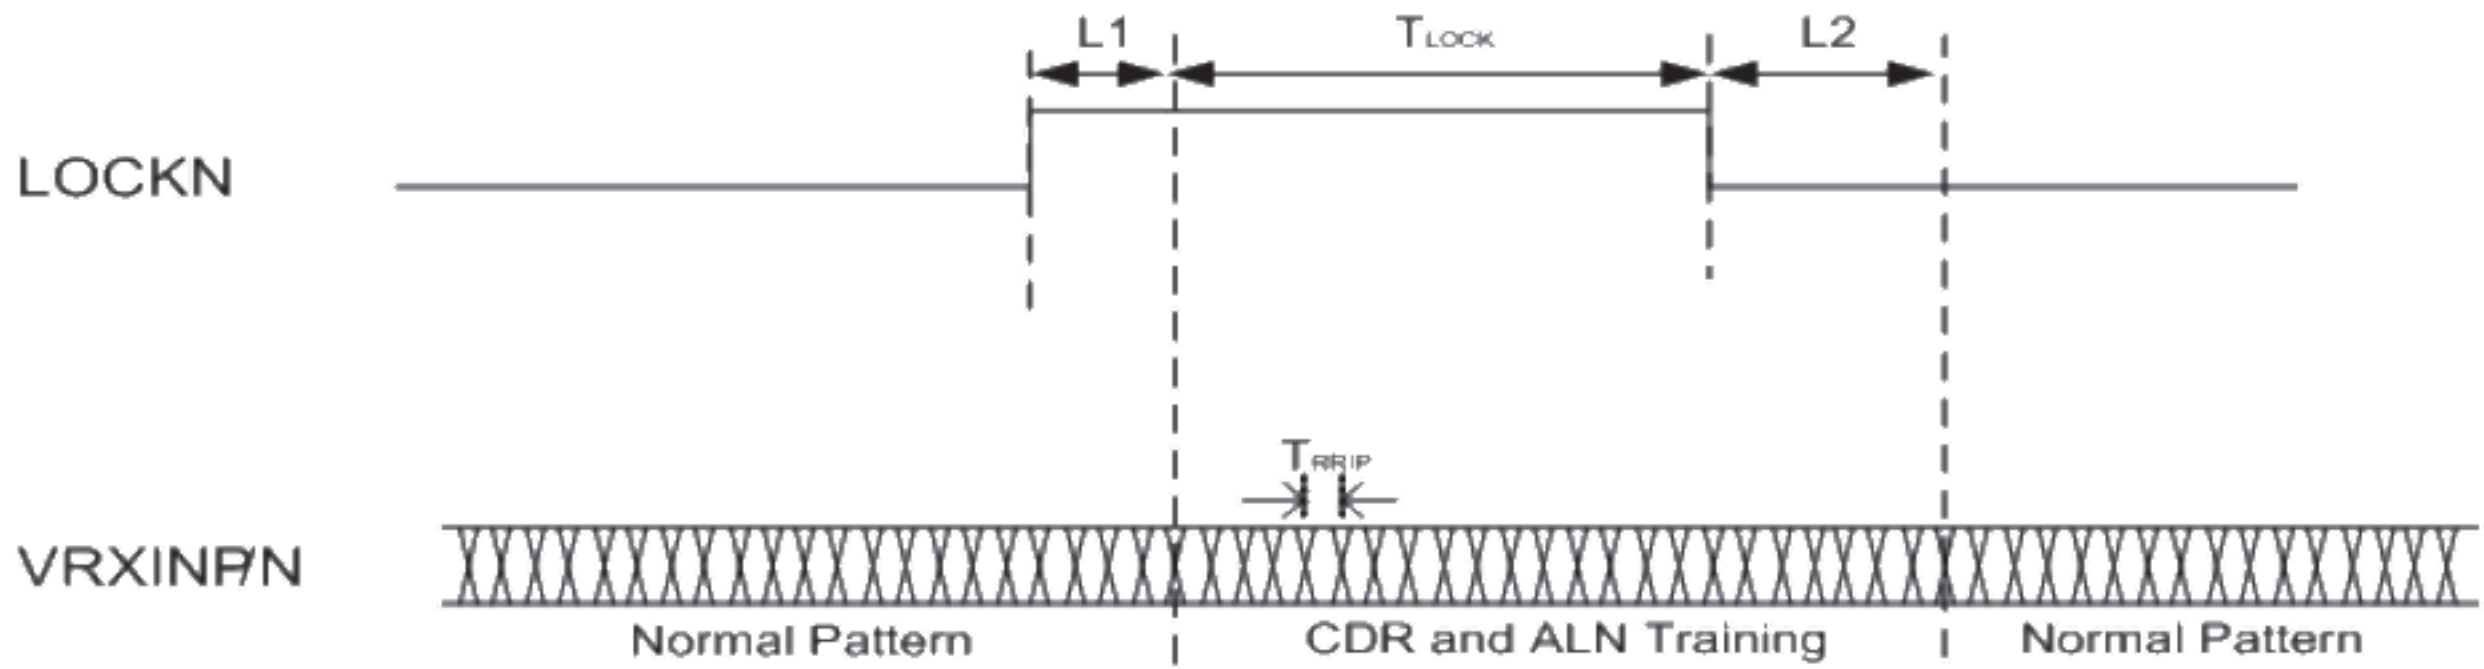 L1 TLOCK L2
LOCKN
TRRIP
VRXINP/N
Normal Pattern CDR and ALN Training Normal Pattern